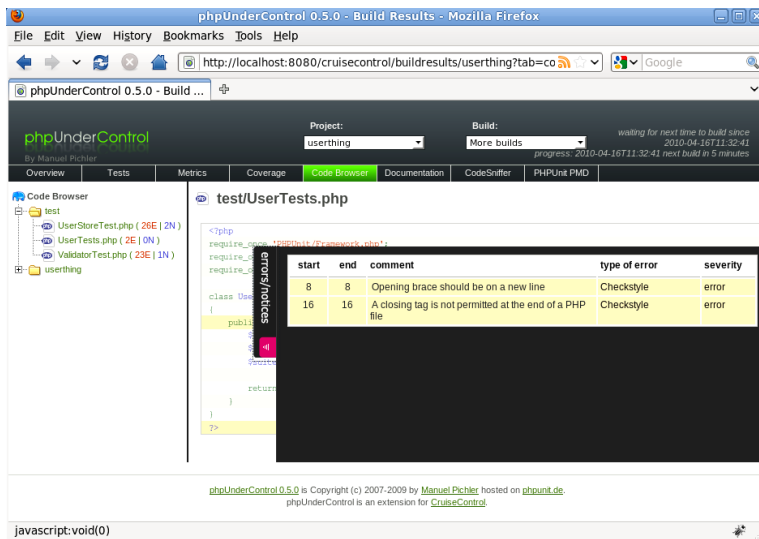 phpUnderControl 0.5.0 - Build Results - Mozilla Firefox
File Edit View History Bookmarks Tools Help
http://localhost:8080/cruisecontrol/buildresults/userthing?tab=co
Google
phpUnderControl 0.5.0 - Build ...
phpUnderControl
By Manuel Pichler
Project:
userthing
Build:
More builds
waiting for next time to build since
2010-04-16T11:32:41
progress: 2010-04-16T11:32:41 next build in 5 minutes
Overview Tests Metrics Coverage Code Browser Documentation CodeSniffer PHPUnit PMD
Code Browser
test
UserStoreTest.php ( 26E | 2N )
UserTests.php ( 2E | 0N )
ValidatorTest.php ( 23E | 1N )
userthing
test/UserTests.php
<?php
require_once 'PHPUnit/Framework.php';
require_
require_
class Use
{
publi
$suite
return
}
}
?>
errors/notices
start end comment type of error severity
8 8 Opening brace should be on a new line Checkstyle error
16 16 A closing tag is not permitted at the end of a PHP file Checkstyle error
phpUnderControl 0.5.0 is Copyright (c) 2007-2009 by Manuel Pichler hosted on phpunit.de.
phpUnderControl is an extension for CruiseControl.
javascript:void(0)